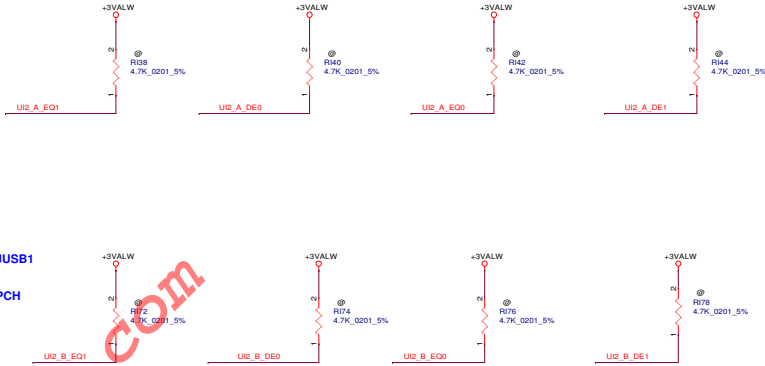 +3VALW +3VALW +3VALW +3VALW
2 @ 2 @ 2 @ 2 @
RI38 RI40 RI42 RI44
4.7K_0201_5% 4.7K_0201_5% 4.7K_0201_5% 4.7K_0201_5%
1 1 1 1
UI2_A_EQ1 UI2_A_DE0 UI2_A_EQ0 UI2_A_DE1
JUSB1
+3VALW +3VALW +3VALW +3VALW
PCH
2 @ 2 @ 2 @ 2 @
RI72 RI74 RI76 RI78
4.7K_0201_5% 4.7K_0201_5% 4.7K_0201_5% 4.7K_0201_5%
1 1 1 1
UI2_B_EQ1 UI2_B_DE0 UI2_B_EQ0 UI2_B_DE1
com